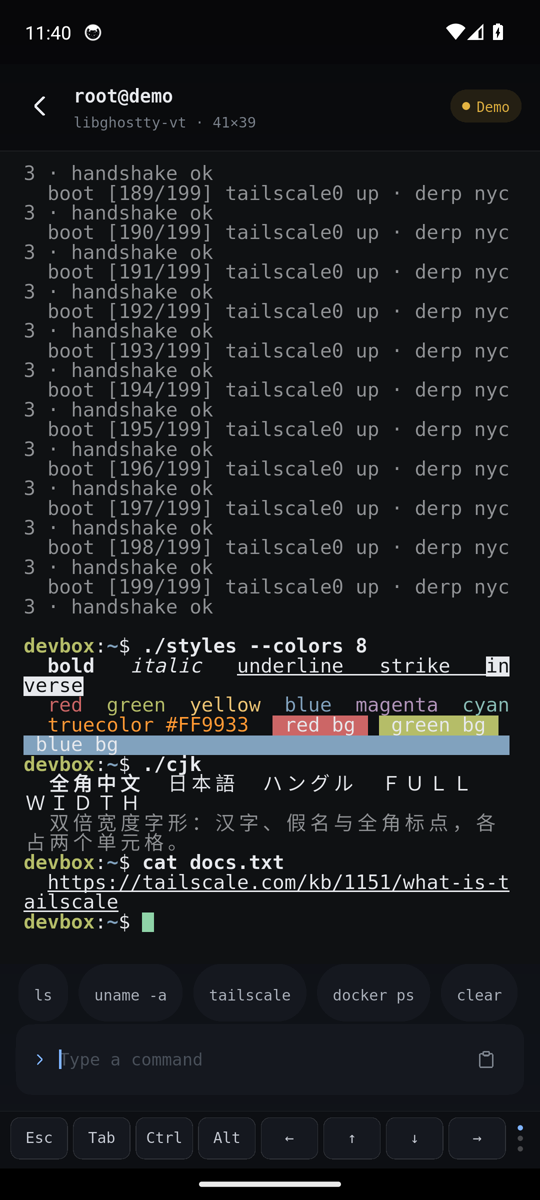 11:40
root@demo
libghostty-vt · 41×39
Demo
3 · handshake ok
boot [189/199] tailscale0 up · derp nyc
3 · handshake ok
boot [190/199] tailscale0 up · derp nyc
3 · handshake ok
boot [191/199] tailscale0 up · derp nyc
3 · handshake ok
boot [192/199] tailscale0 up · derp nyc
3 · handshake ok
boot [193/199] tailscale0 up · derp nyc
3 · handshake ok
boot [194/199] tailscale0 up · derp nyc
3 · handshake ok
boot [195/199] tailscale0 up · derp nyc
3 · handshake ok
boot [196/199] tailscale0 up · derp nyc
3 · handshake ok
boot [197/199] tailscale0 up · derp nyc
3 · handshake ok
boot [198/199] tailscale0 up · derp nyc
3 · handshake ok
boot [199/199] tailscale0 up · derp nyc
3 · handshake ok
devbox:~$ ./styles --colors 8
bold italic underline strike in
verse
red green yellow blue magenta cyan
truecolor #FF9933 red bg green bg
blue bg
devbox:~$ ./cjk
全角中文 日本語 ハングル ＦＵＬＬ
ＷＩＤＴＨ
双倍宽度字形：汉字、假名与全角标点，各
占两个单元格。
devbox:~$ cat docs.txt
https://tailscale.com/kb/1151/what-is-t
ailscale
devbox:~$
ls uname -a tailscale docker ps clear
› Type a command
Esc Tab Ctrl Alt ← ↑ ↓ →